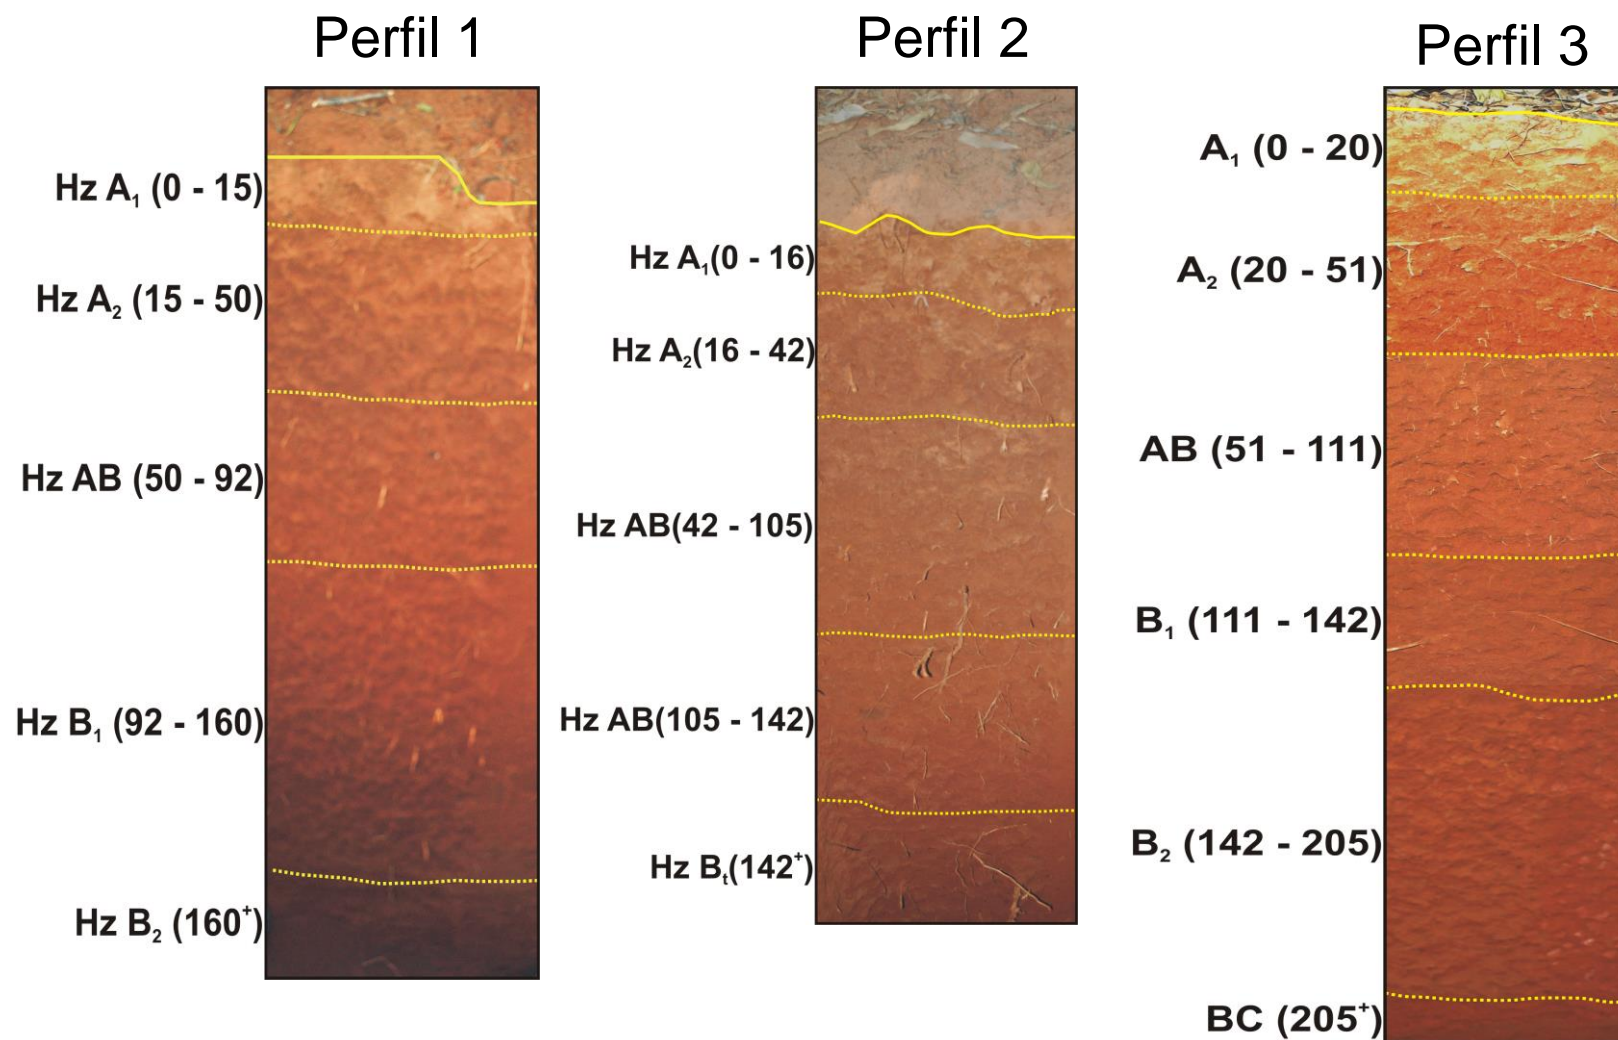 Perfil 1
Hz A₁ (0 - 15)
Hz A₂ (15 - 50)
Hz AB (50 - 92)
Hz B₁ (92 - 160)
Hz B₂ (160⁺)
Perfil 2
Hz A₁(0 - 16)
Hz A₂(16 - 42)
Hz AB(42 - 105)
Hz AB(105 - 142)
Hz Bₜ(142⁺)
Perfil 3
A₁ (0 - 20)
A₂ (20 - 51)
AB (51 - 111)
B₁ (111 - 142)
B₂ (142 - 205)
BC (205⁺)